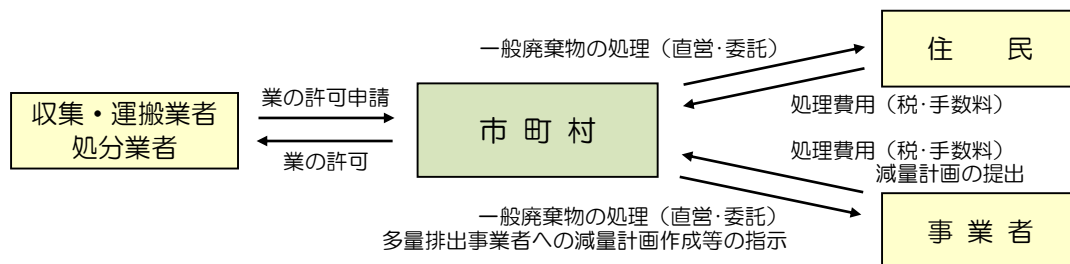 一般廃棄物の処理（直営･委託）
住　　民
処理費用（税･手数料）
収集・運搬業者
処分業者
業の許可申請
業の許可
市 町 村
処理費用（税･手数料）
減量計画の提出
一般廃棄物の処理（直営･委託）
多量排出事業者への減量計画作成等の指示
事 業 者